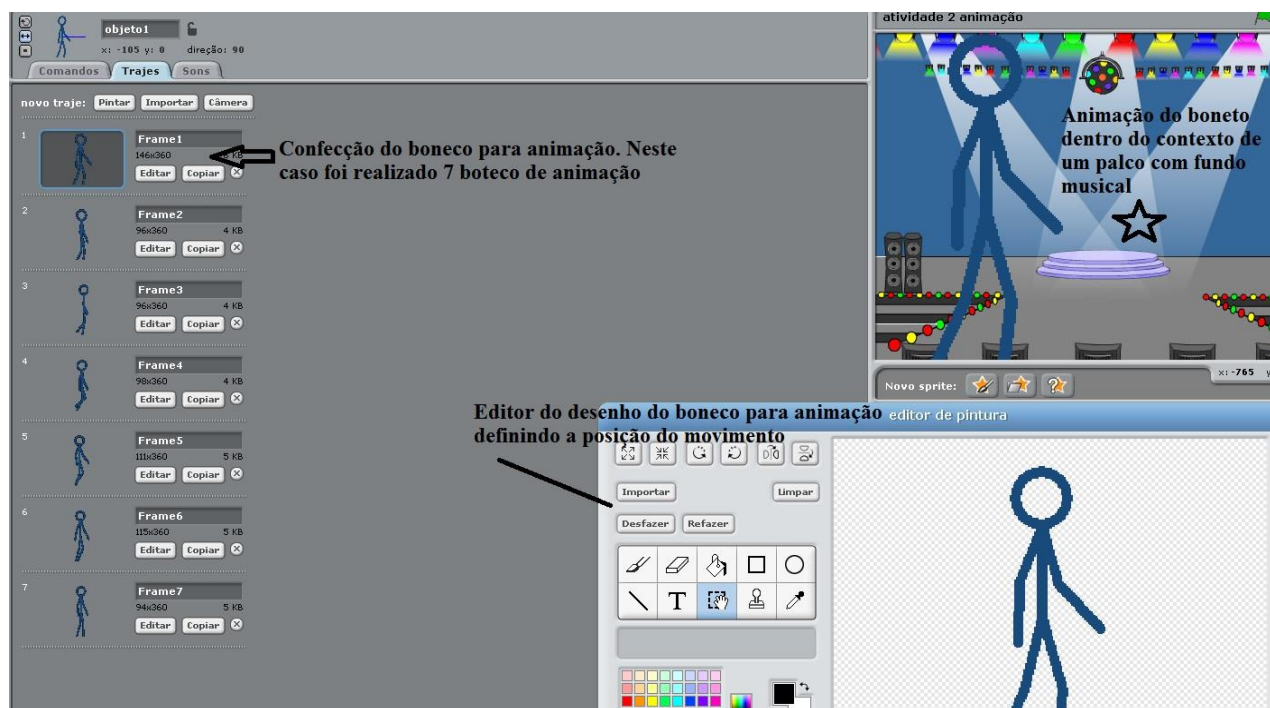 objeto1
x: -105 y: 0 direção: 90
Comandos Trajes Sons
novo traje: Pintar Importar Câmera
1
Frame1
146x360 KB
Editar Copiar
2
Frame2
96x360 4 KB
Editar Copiar
3
Frame3
96x360 4 KB
Editar Copiar
4
Frame4
98x360 4 KB
Editar Copiar
5
Frame5
111x360 5 KB
Editar Copiar
6
Frame6
115x360 5 KB
Editar Copiar
7
Frame7
94x360 5 KB
Editar Copiar
Confecção do boneco para animação. Neste
caso foi realizado 7 boteco de animação
atividade 2 animação
Animação do boneto
dentro do contexto de
um palco com fundo
musical
x: -765 y
Novo sprite:
Editor do desenho do boneco para animação
definindo a posição do movimento
editor de pintura
Importar Limpar
Desfazer Refazer
T